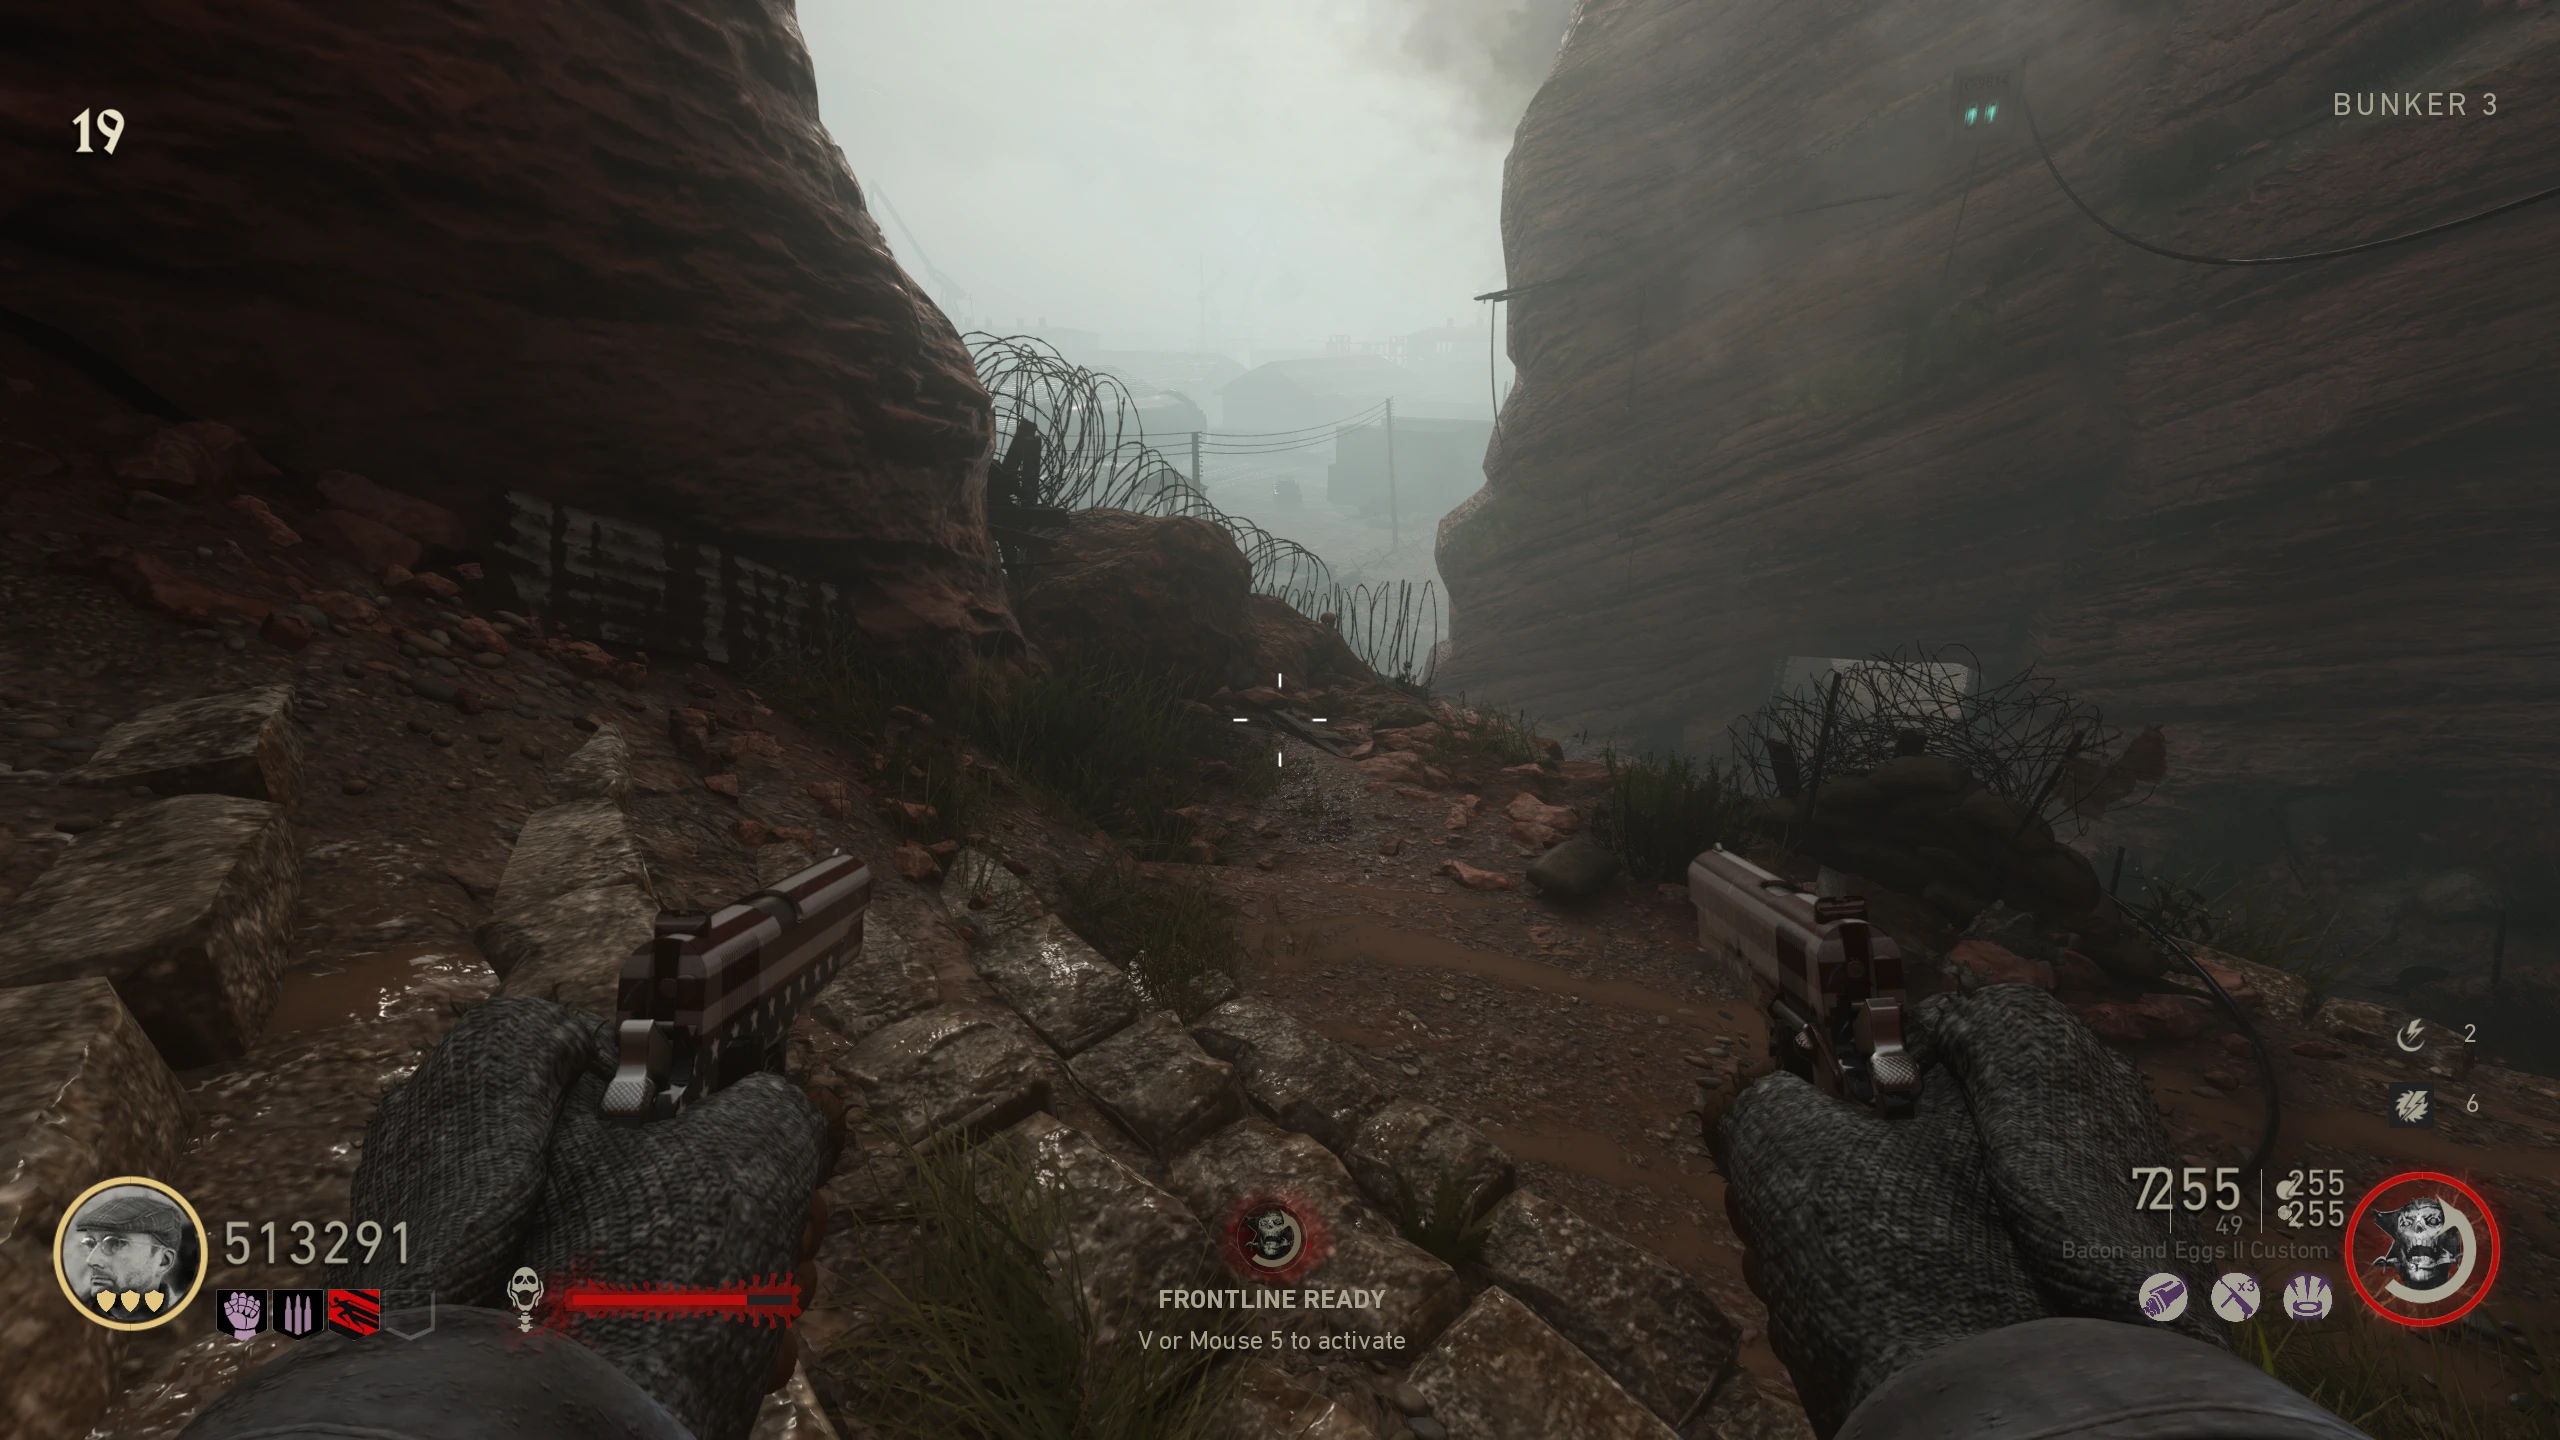 19
BUNKER 3
2
6
7255
255
255
49
Bacon and Eggs II Custom
x3
513291
FRONTLINE READY
V or Mouse 5 to activate